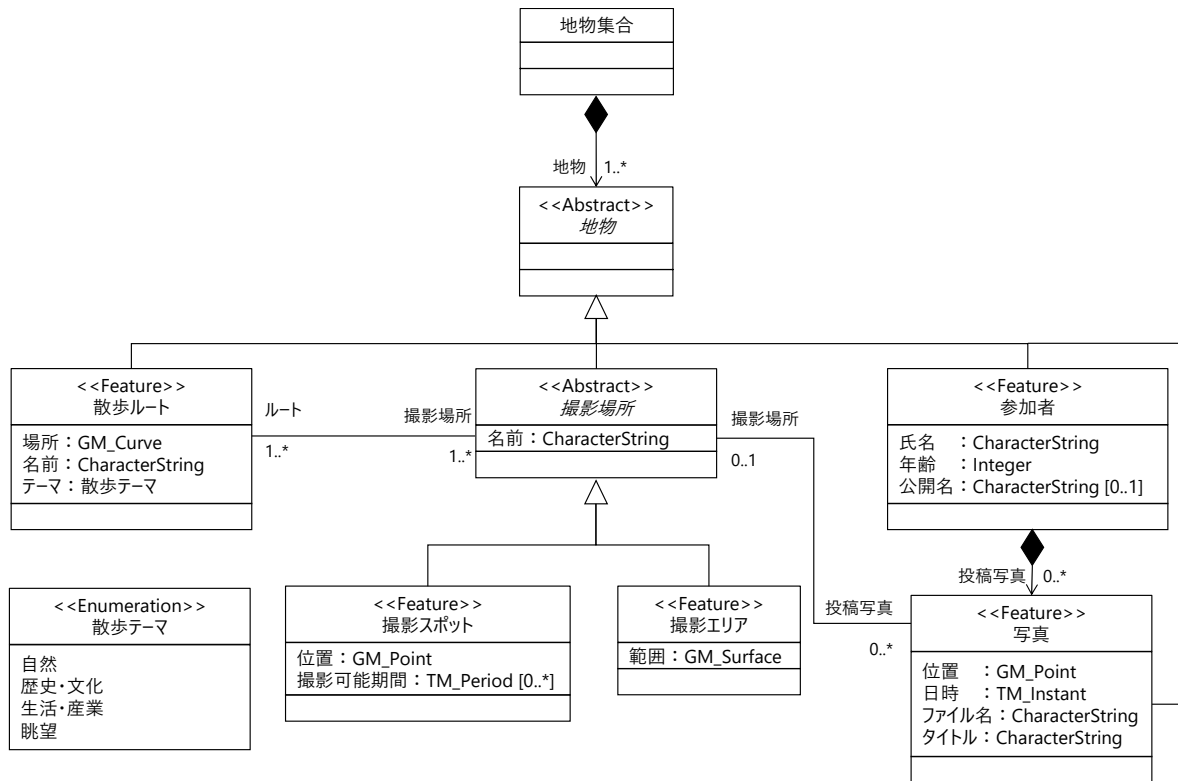 地物集合
地物 1..*
<<Abstract>>
地物
<<Feature>>
散歩ルート
場所：GM_Curve
名前：CharacterString
テーマ：散歩テーマ
ルート
1..*
撮影場所
1..*
<<Abstract>>
撮影場所
名前：CharacterString
撮影場所
0..1
<<Feature>>
参加者
氏名　：CharacterString
年齢　：Integer
公開名：CharacterString [0..1]
投稿写真 0..*
<<Enumeration>>
散歩テーマ
自然
歴史・文化
生活・産業
眺望
<<Feature>>
撮影スポット
位置：GM_Point
撮影可能期間：TM_Period [0..*]
<<Feature>>
撮影エリア
範囲：GM_Surface
投稿写真
0..*
<<Feature>>
写真
位置　：GM_Point
日時　：TM_Instant
ファイル名：CharacterString
タイトル：CharacterString